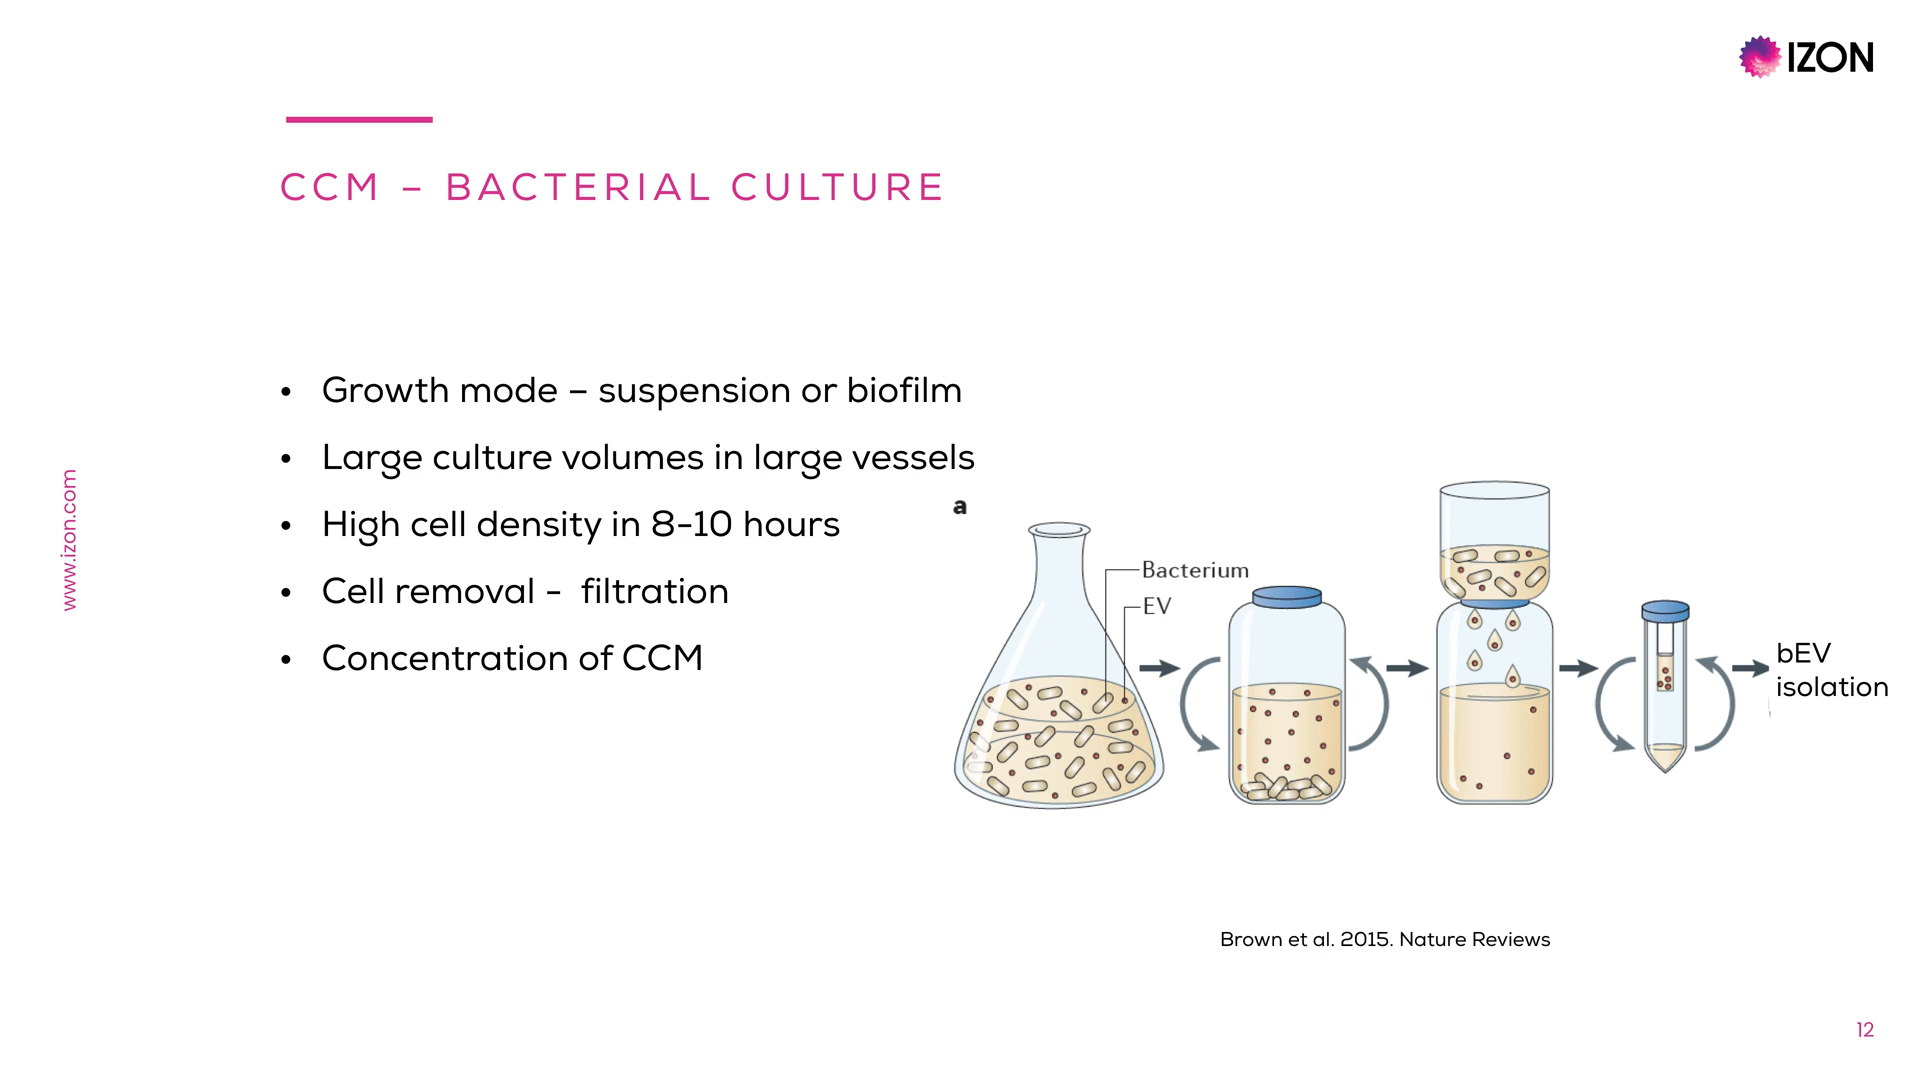 IZON
CCM – BACTERIAL CULTURE
• Growth mode – suspension or biofilm
• Large culture volumes in large vessels
• High cell density in 8-10 hours
• Cell removal -  filtration
• Concentration of CCM
www.izon.com
a
Bacterium
EV
bEV
isolation
Brown et al. 2015. Nature Reviews
12